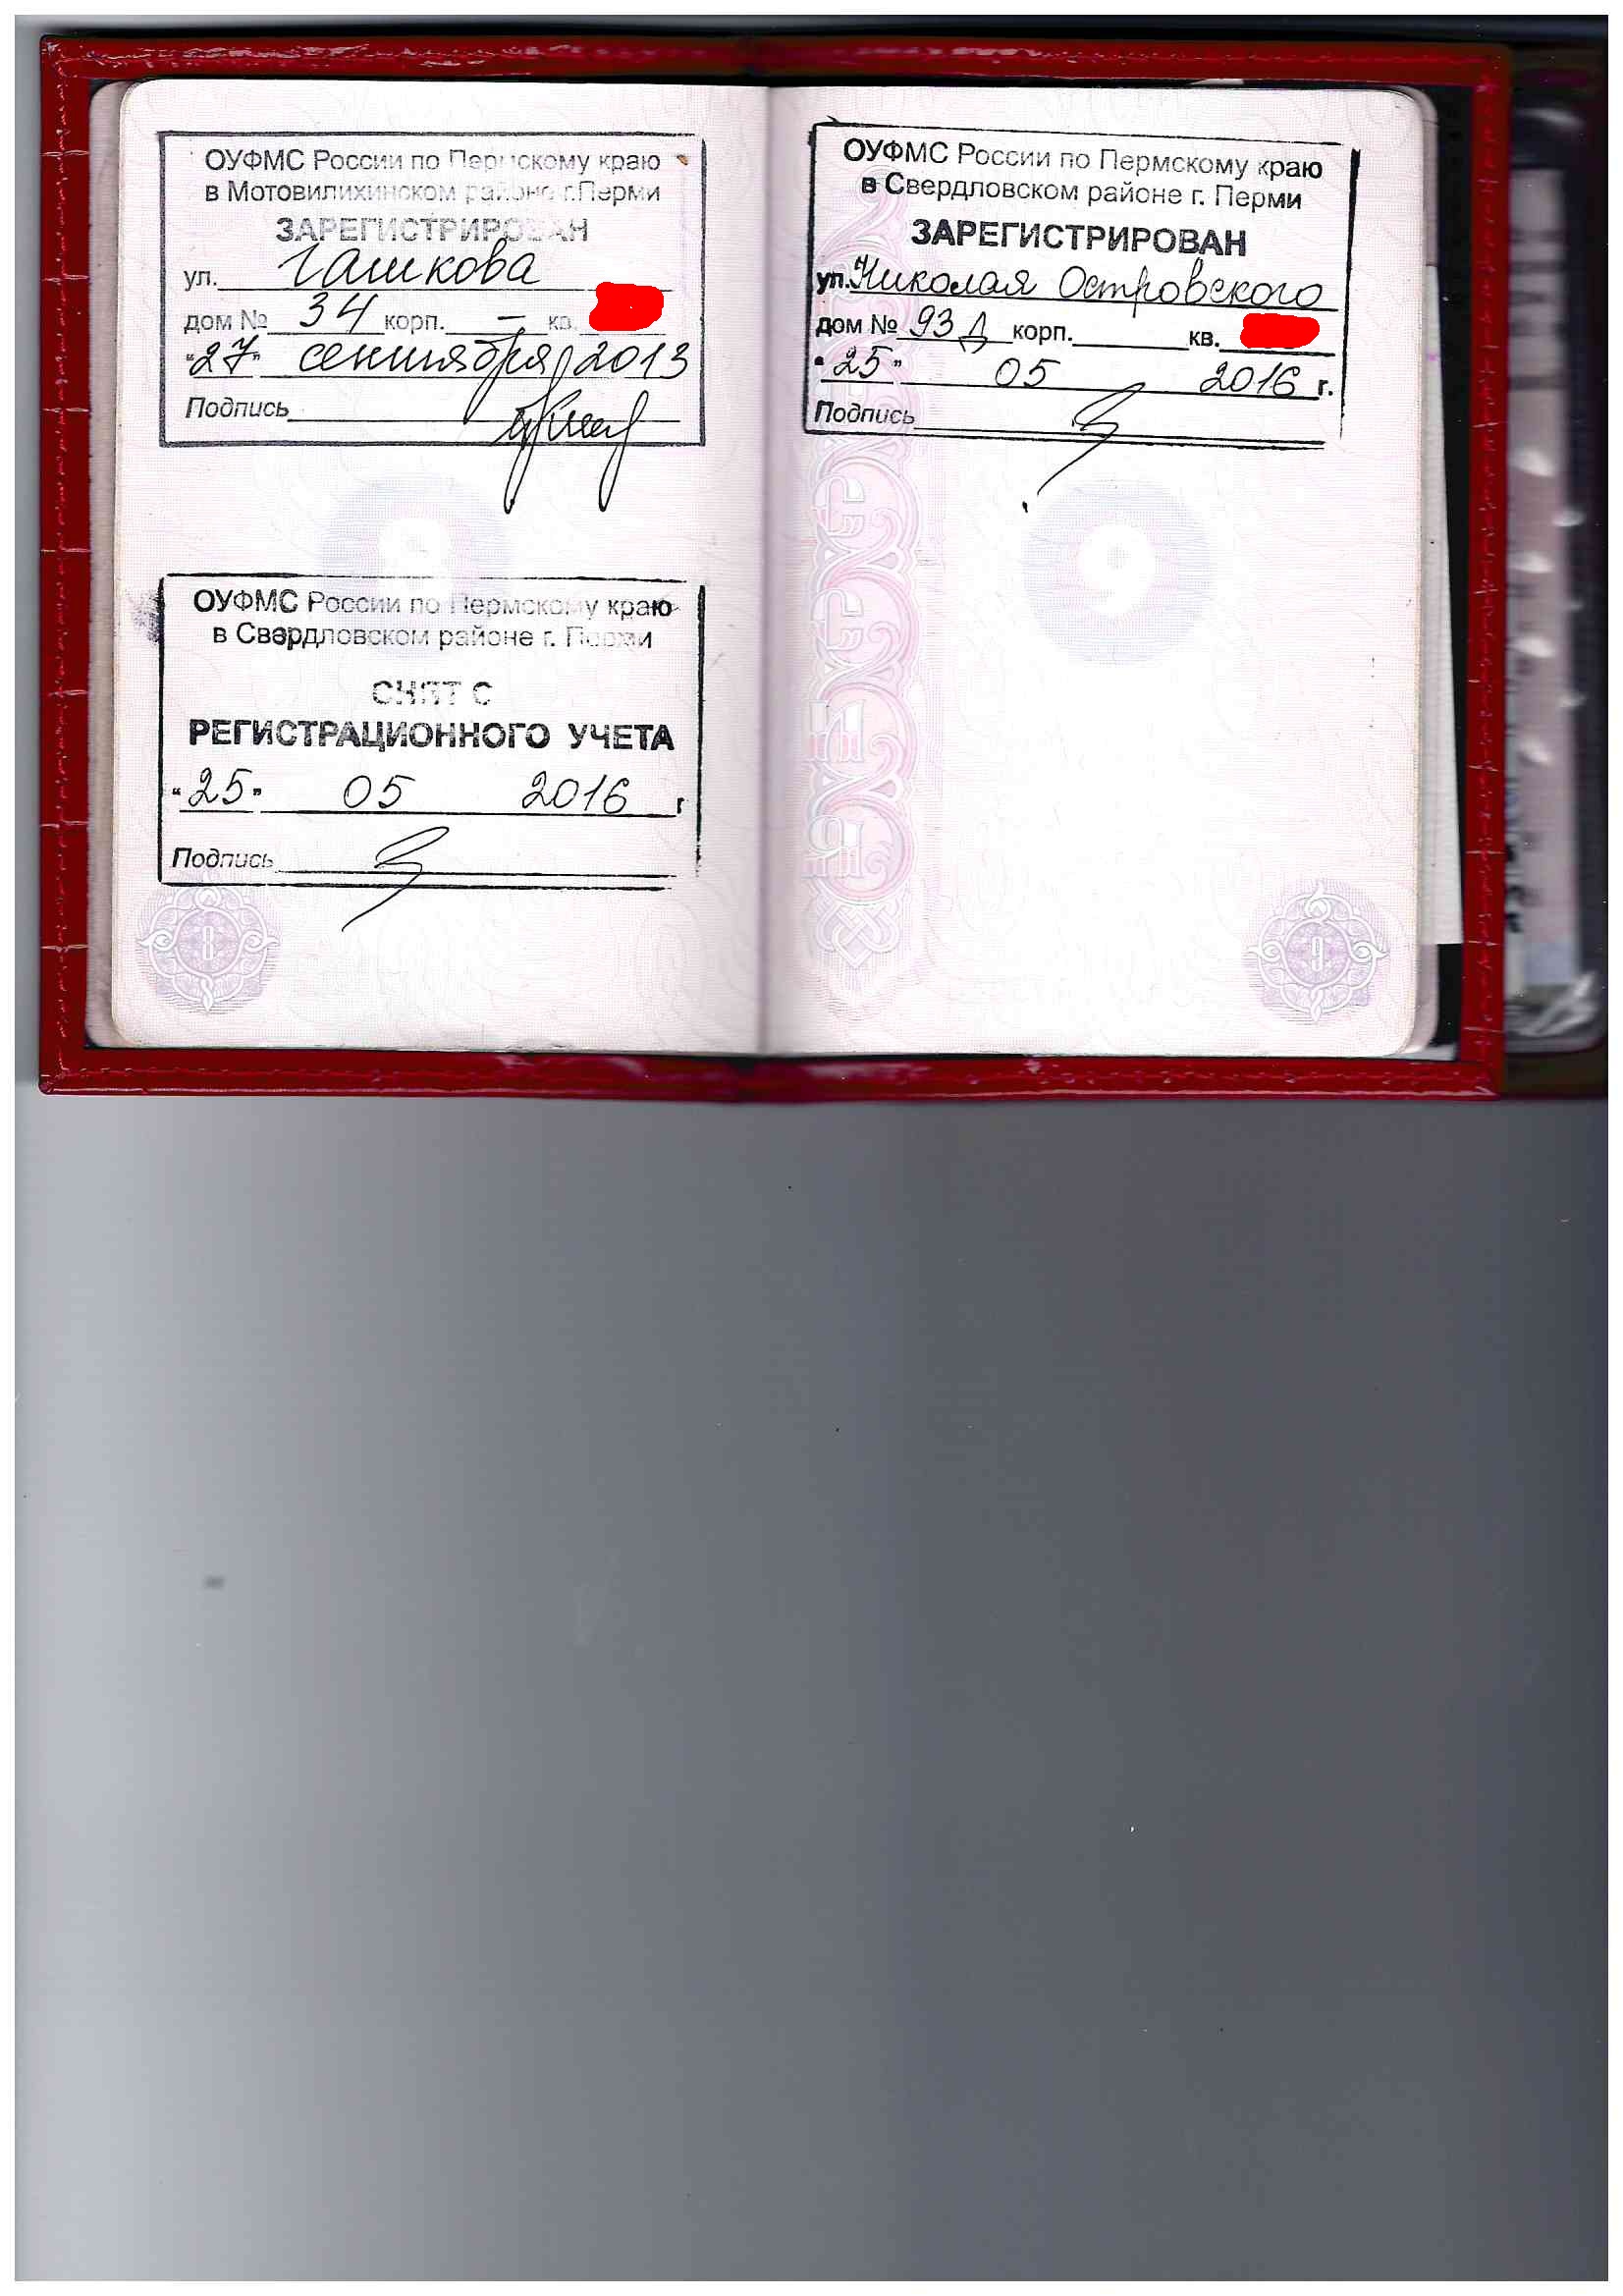 ОУФМС России по Пермскому краю
в Мотовилихинском районе г.Перми
ЗАРЕГИСТРИРОВАН
ул. Гашкова
дом № 34 корп. – кв.
"27" сентября 2013
Подпись
ОУФМС России по Пермскому краю
в Свердловском районе г. Перми
СНЯТ С
РЕГИСТРАЦИОННОГО УЧЕТА
"25" 05 2016 г
Подпись
8
ОУФМС России по Пермскому краю
в Свердловском районе г. Перми
ЗАРЕГИСТРИРОВАН
ул. Николая Островского
дом № 93 Д корп. кв.
"25" 05 2016 г.
Подпись
9
9